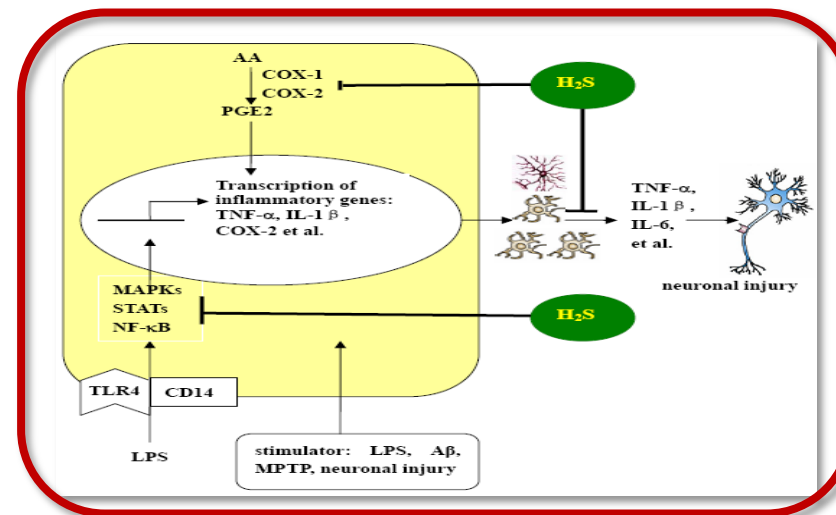 AA
COX-1
COX-2
PGE2
H₂S
Transcription of
inflammatory genes:
TNF-α, IL-1 β ,
COX-2 et al.
TNF-α,
IL-1 β ,
IL-6,
et al.
neuronal injury
MAPKs
STATs
NF-κB
H₂S
TLR4
CD14
LPS
stimulator: LPS, Aβ,
MPTP, neuronal injury